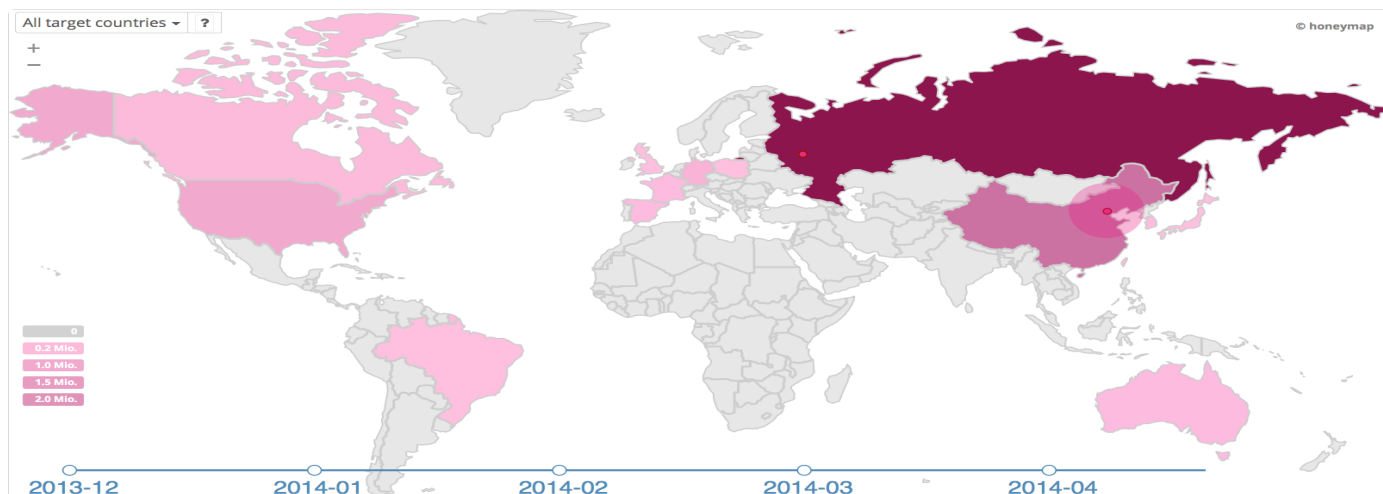 All target countries ?
© honeymap
+
−
0
0.2 Mio.
1.0 Mio.
1.5 Mio.
2.0 Mio.
2013-12 2014-01 2014-02 2014-03 2014-04